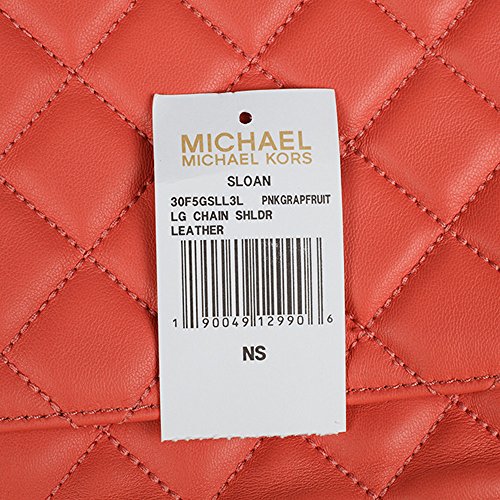 MICHAEL
MICHAEL KORS
SLOAN
30F5GSLL3L PNKGRAPFRUIT
LG CHAIN SHLDR
LEATHER
1 90049 12990 6
NS